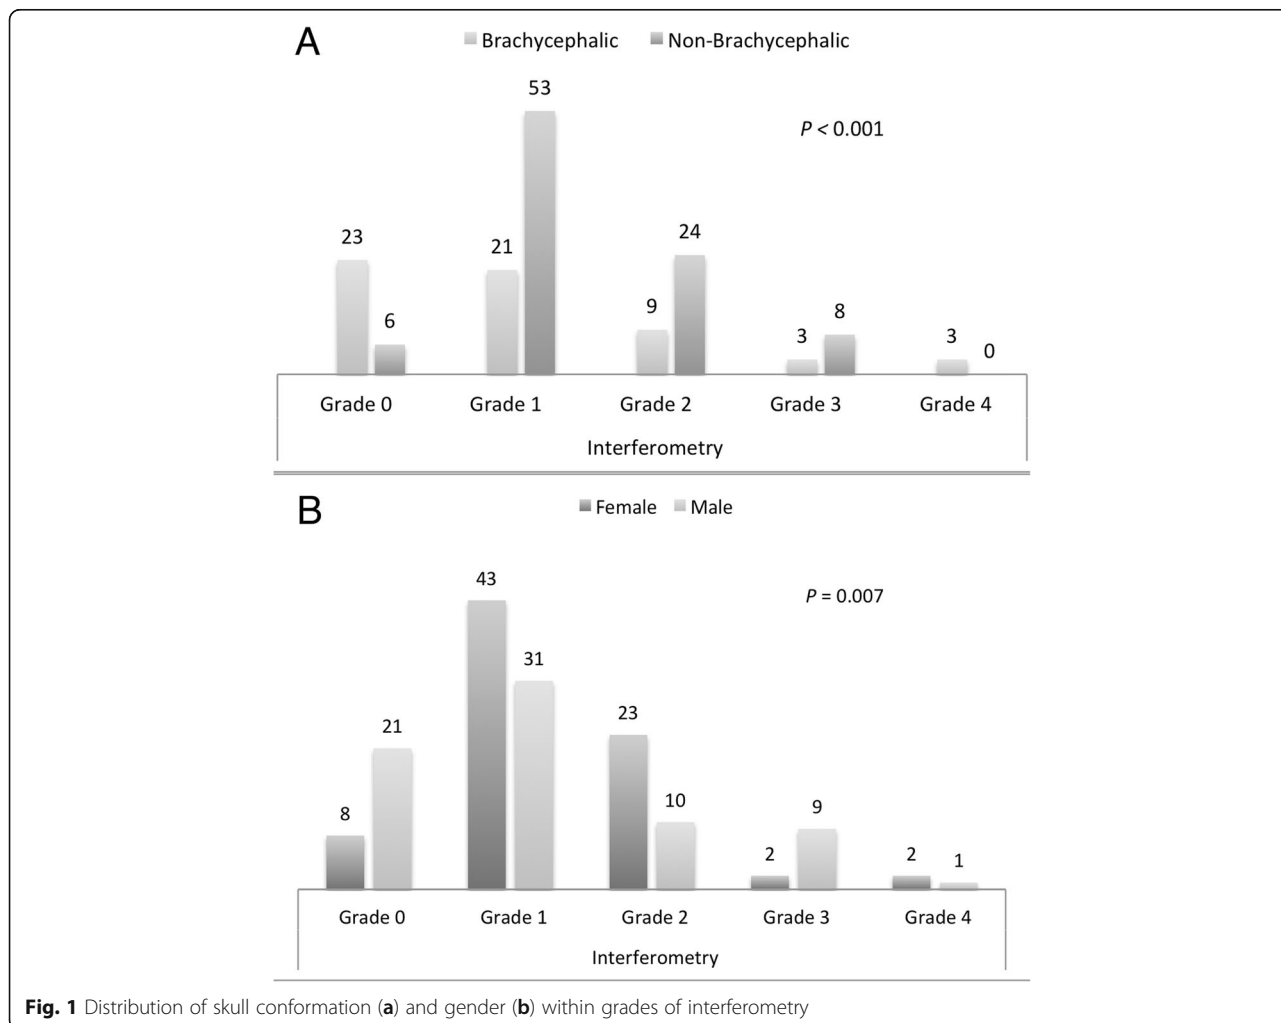 A
Brachycephalic Non-Brachycephalic
53
P < 0.001
23
6
21
9
24
3
8
3
0
Grade 0 Grade 1 Grade 2 Grade 3 Grade 4
Interferometry
B
Female Male
43
P = 0.007
8
21
31
23
10
2
9
2
1
Grade 0 Grade 1 Grade 2 Grade 3 Grade 4
Interferometry
Fig. 1 Distribution of skull conformation (a) and gender (b) within grades of interferometry